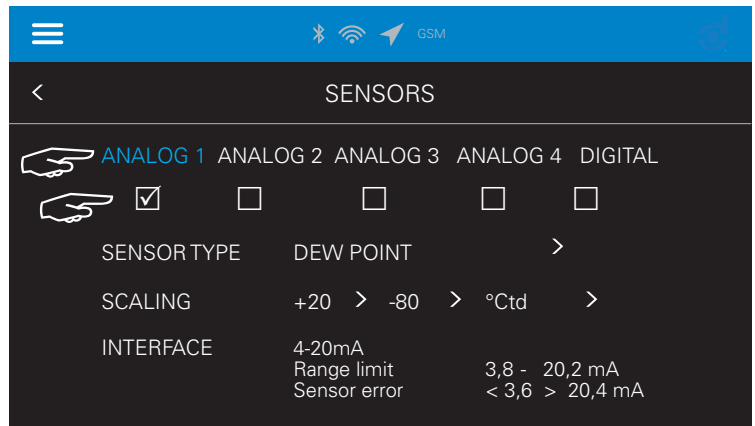 GSM
< SENSORS
ANALOG 1 ANALOG 2 ANALOG 3 ANALOG 4 DIGITAL
SENSOR TYPE DEW POINT >
SCALING +20 > -80 > °Ctd >
INTERFACE 4-20mA
Range limit 3,8 - 20,2 mA
Sensor error < 3,6 > 20,4 mA